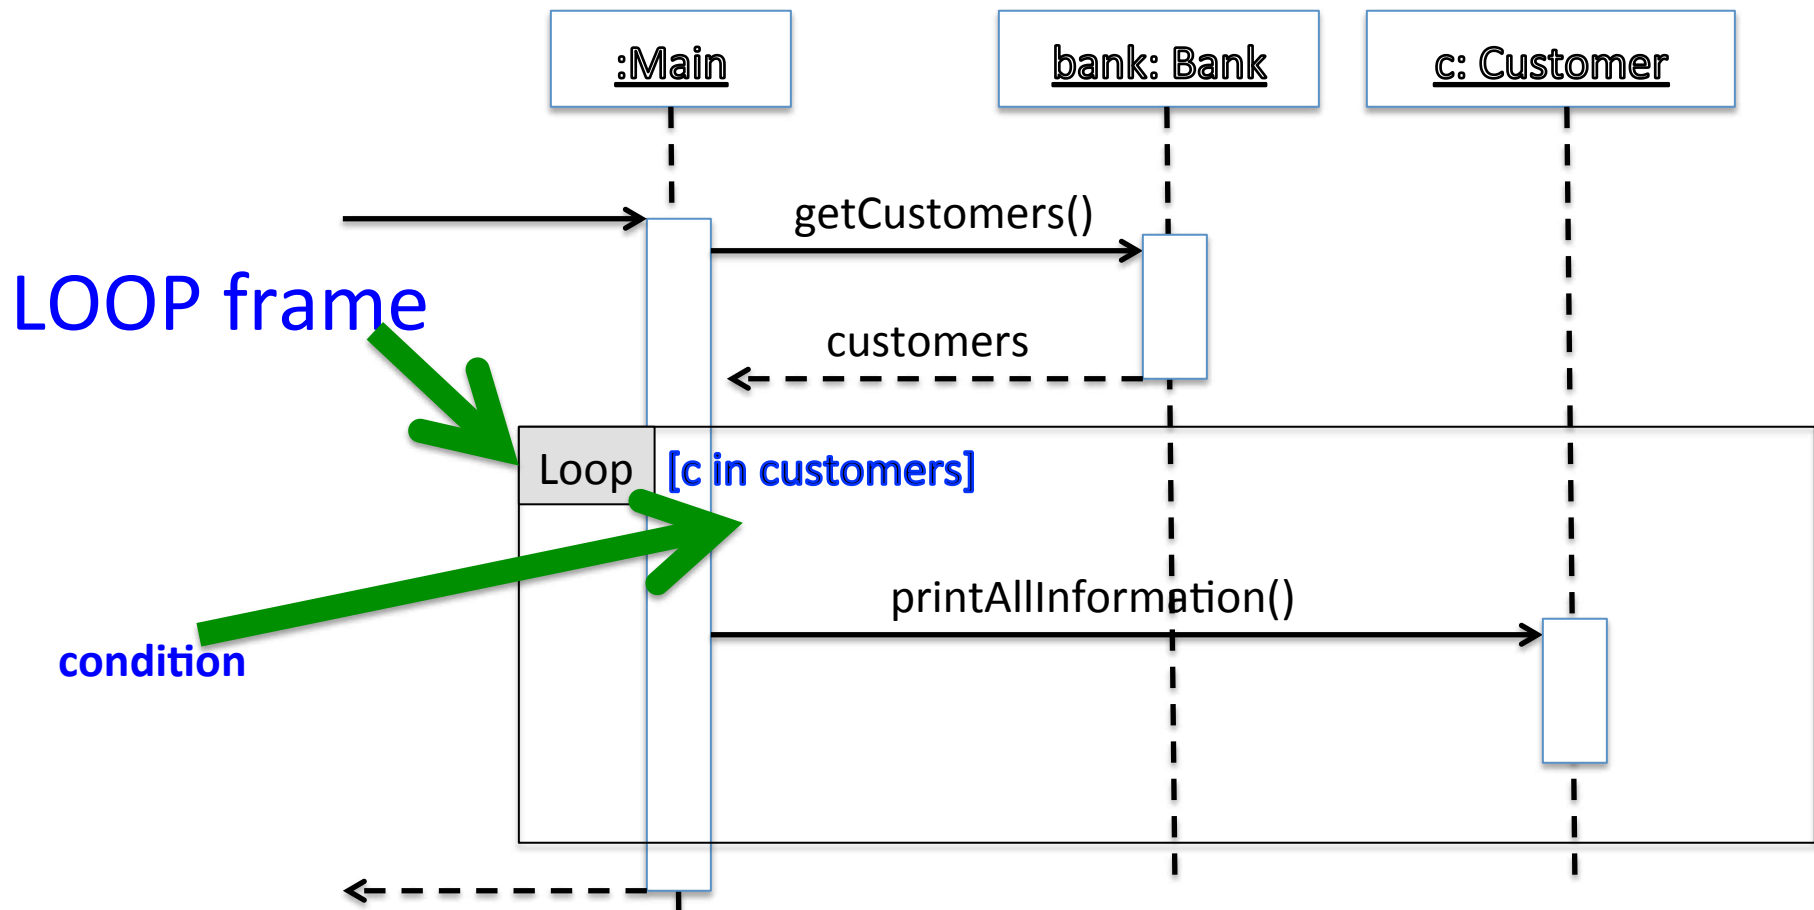 :Main
bank: Bank
c: Customer
getCustomers()
LOOP frame
customers
Loop
[c in customers]
printAllInformation()
condition